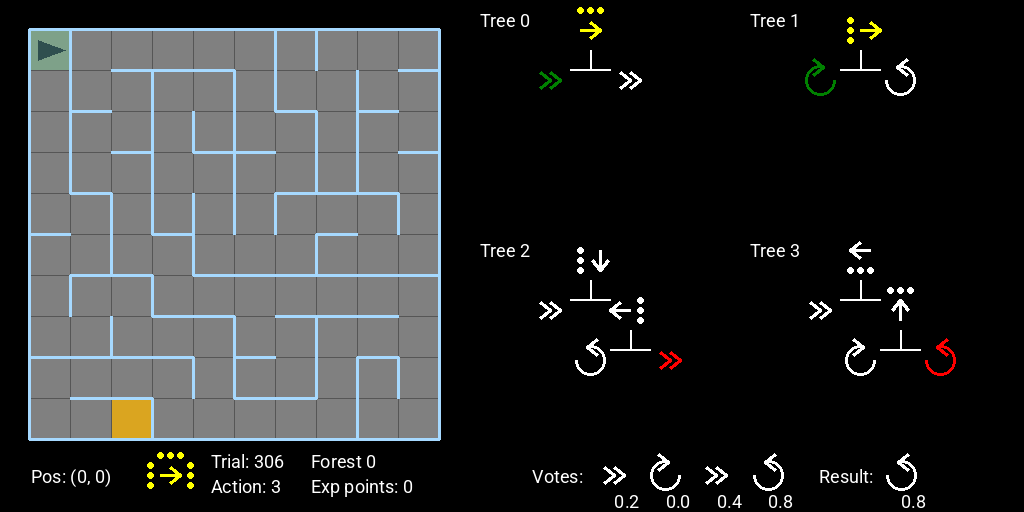 Tree 0
Tree 1
Tree 2
Tree 3
Pos: (0, 0)
Trial: 306
Forest 0
Action: 3
Exp points: 0
Votes:
Result:
0.2
0.0
0.4
0.8
0.8